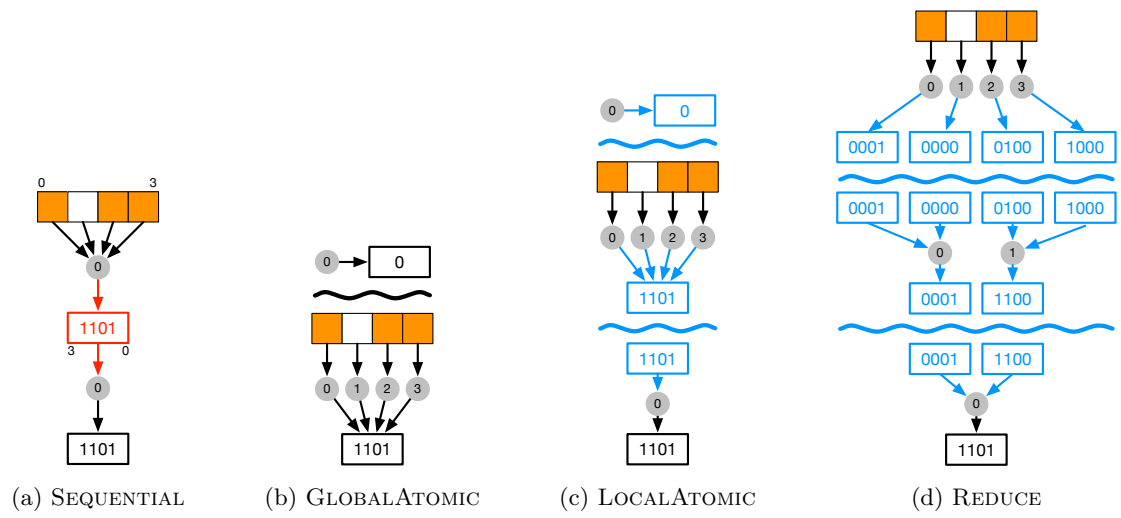 0 3
0
1101
3 0
0
1101
(a) SEQUENTIAL
0 0
0 1 2 3
1101
(b) GLOBALATOMIC
0 0
0 1 2 3
1101
1101
0
1101
(c) LOCALATOMIC
0 1 2 3
0001 0000 0100 1000
0001 0000 0100 1000
0 1
0001 1100
0001 1100
0
1101
(d) REDUCE